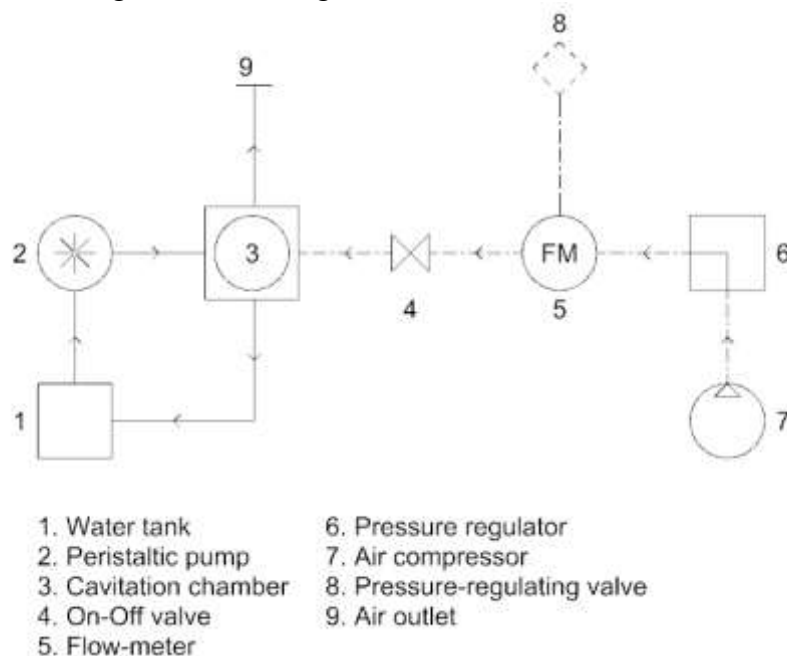 8
9
2
3
FM
6
4
5
1
7
1. Water tank
2. Peristaltic pump
3. Cavitation chamber
4. On-Off valve
5. Flow-meter
6. Pressure regulator
7. Air compressor
8. Pressure-regulating valve
9. Air outlet